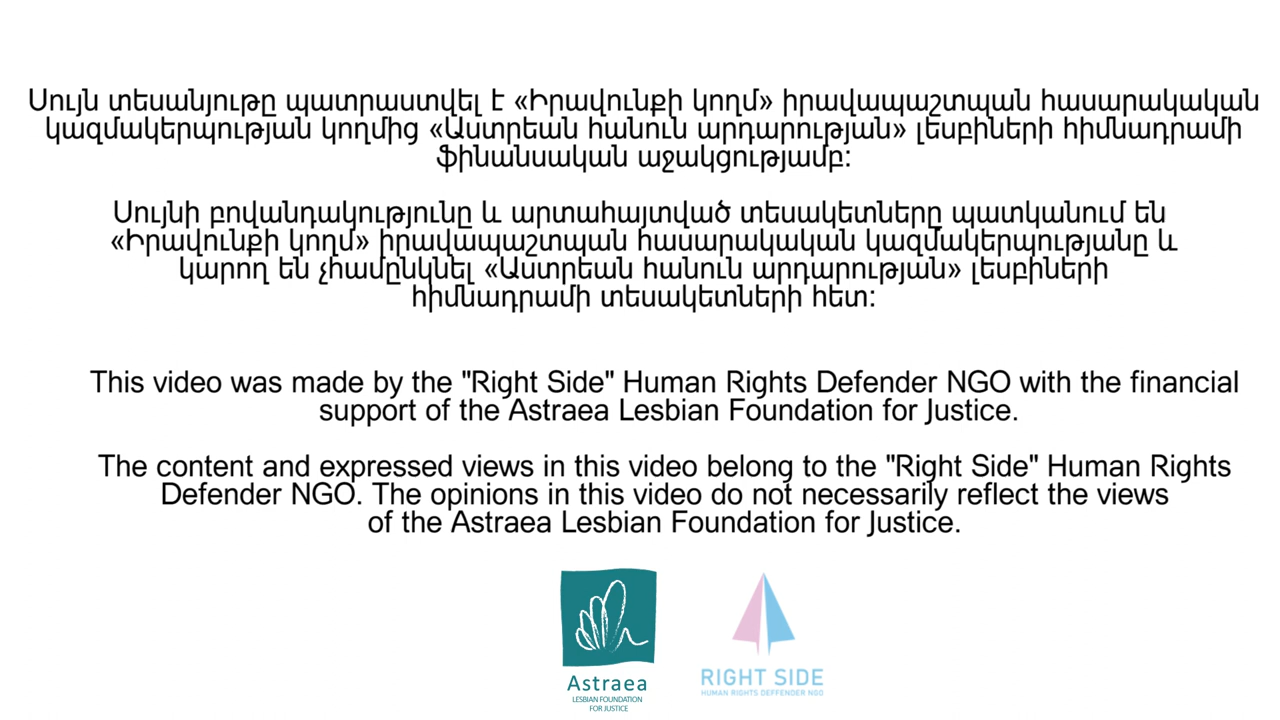 Սույն տեսանյութը պատրաստվել է «Իրավունքի կողմ» իրավապաշտպան հասարակական
կազմակերպության կողմից «Աստրեան հանուն արդարության» լեսբիների հիմնադրամի
ֆինանսական աջակցությամբ:
Սույնի բովանդակությունը և արտահայտված տեսակետները պատկանում են
«Իրավունքի կողմ» իրավապաշտպան հասարակական կազմակերպությանը և
կարող են չհամընկնել «Աստրեան հանուն արդարության» լեսբիների
հիմնադրամի տեսակետների հետ:
This video was made by the "Right Side" Human Rights Defender NGO with the financial
support of the Astraea Lesbian Foundation for Justice.
The content and expressed views in this video belong to the "Right Side" Human Rights
Defender NGO. The opinions in this video do not necessarily reflect the views
of the Astraea Lesbian Foundation for Justice.
Astraea
LESBIAN FOUNDATION
FOR JUSTICE
RIGHT SIDE
HUMAN RIGHTS DEFFENDER NGO